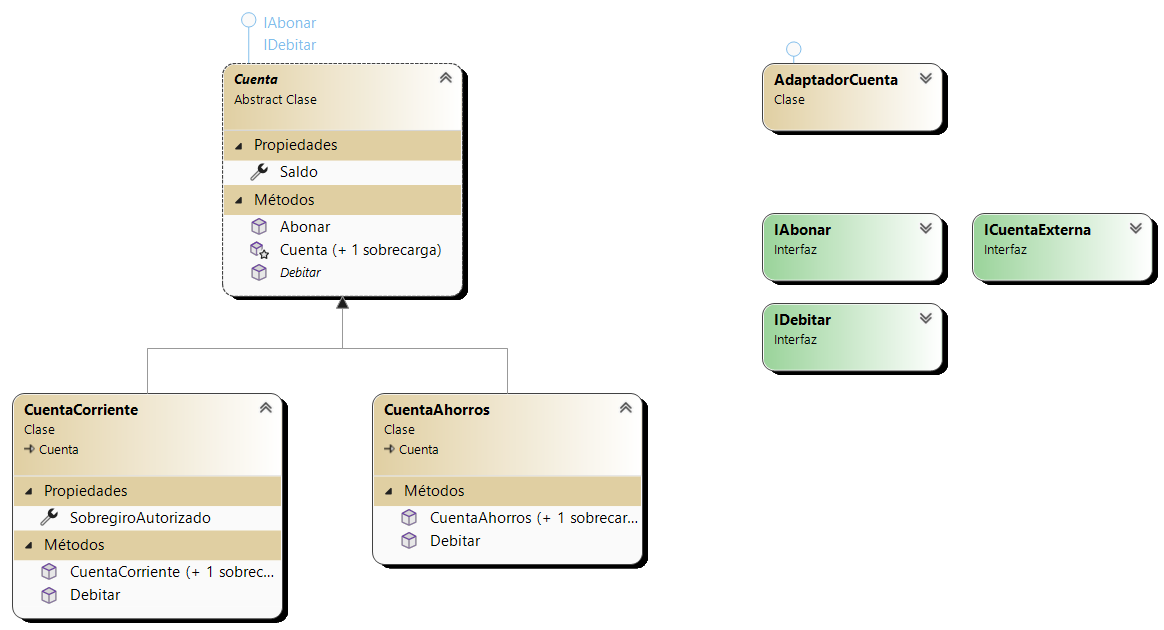 IAbonar
IDebitar
Cuenta
Abstract Clase
Propiedades
Saldo
Métodos
Abonar
Cuenta (+ 1 sobrecarga)
Debitar
AdaptadorCuenta
Clase
IAbonar
Interfaz
ICuentaExterna
Interfaz
IDebitar
Interfaz
CuentaCorriente
Clase
Cuenta
Propiedades
SobregiroAutorizado
Métodos
CuentaCorriente (+ 1 sobrec...
Debitar
CuentaAhorros
Clase
Cuenta
Métodos
CuentaAhorros (+ 1 sobrecar...
Debitar